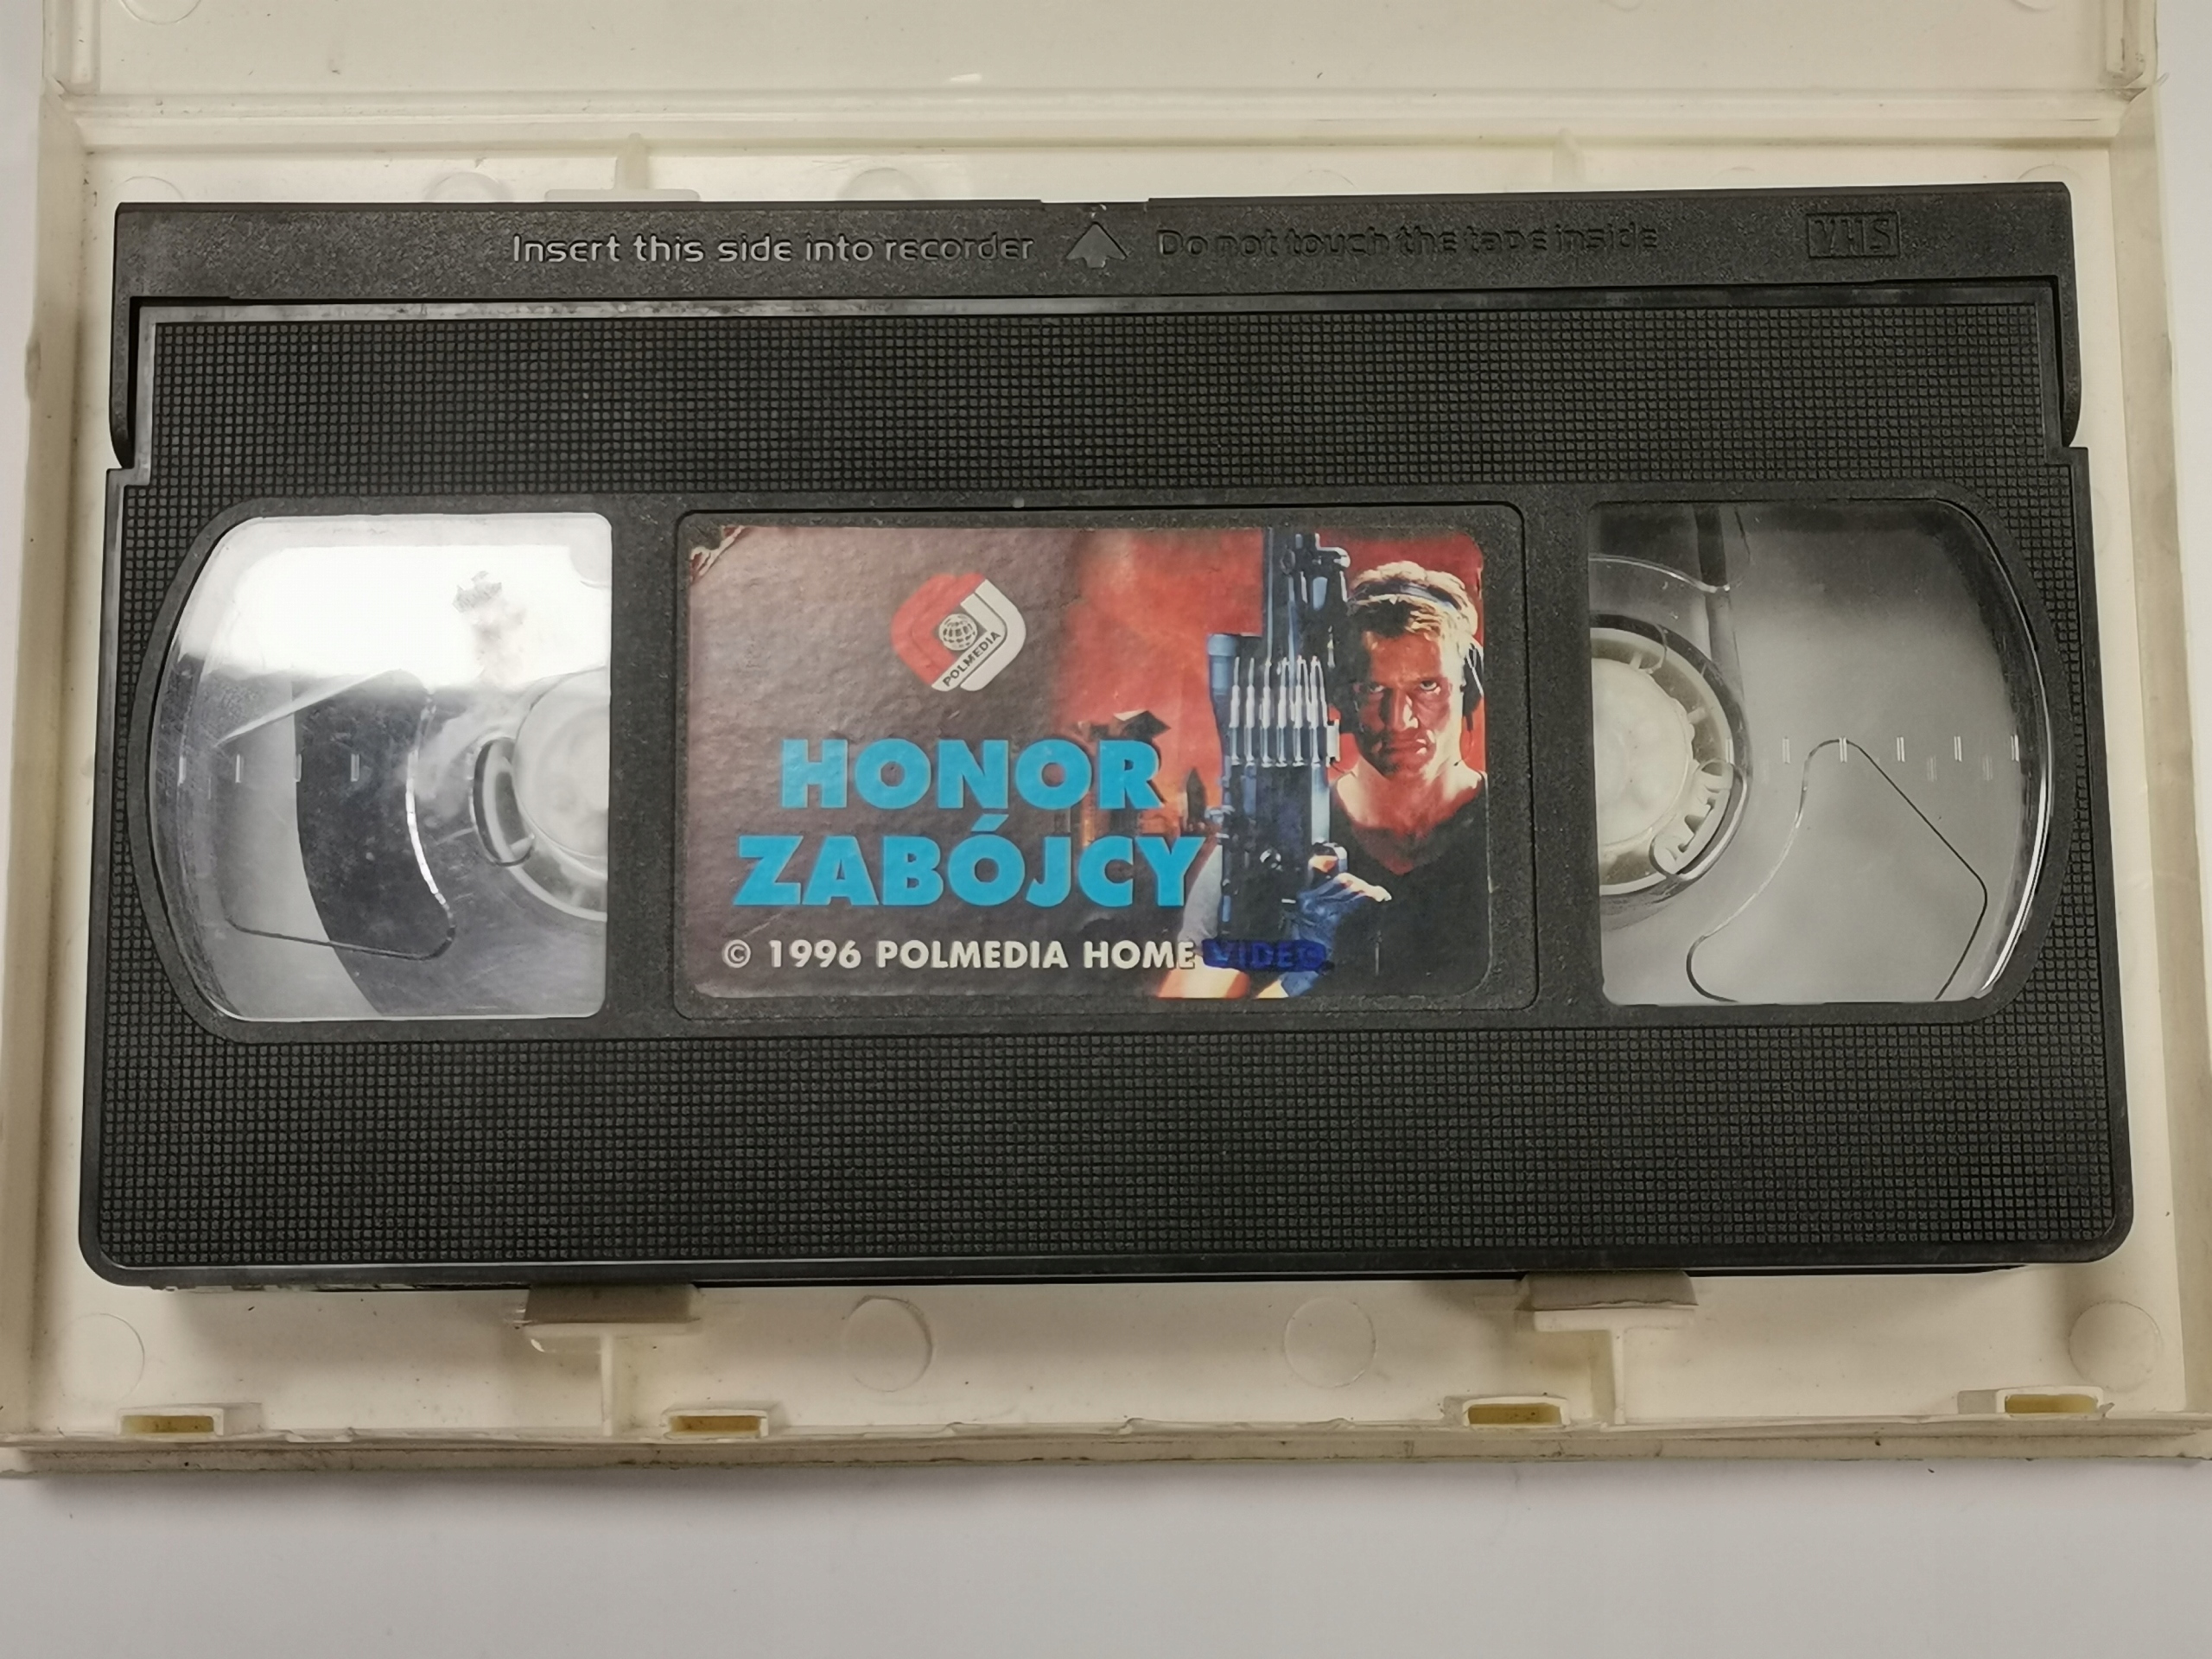 Insert this side into recorder Do not touch the tape inside VHS
POLMEDIA
HONOR
ZABÓJCY
© 1996 POLMEDIA HOME VIDEO